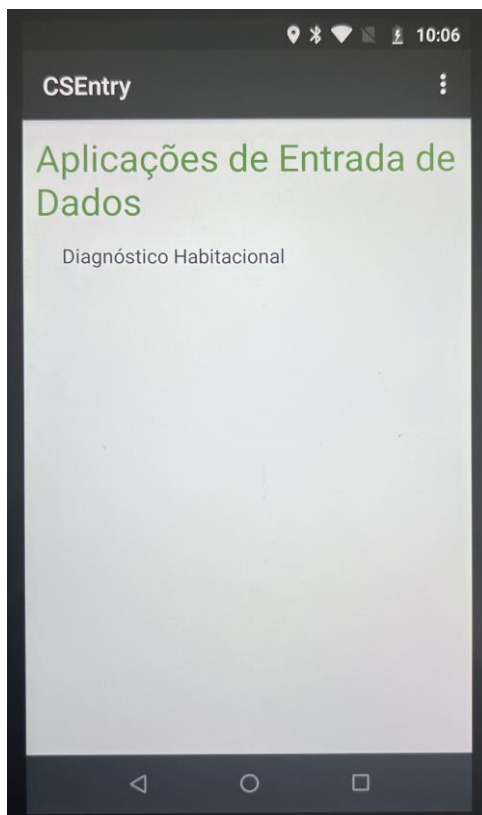 10:06
CSEntry
Aplicações de Entrada de
Dados
Diagnóstico Habitacional